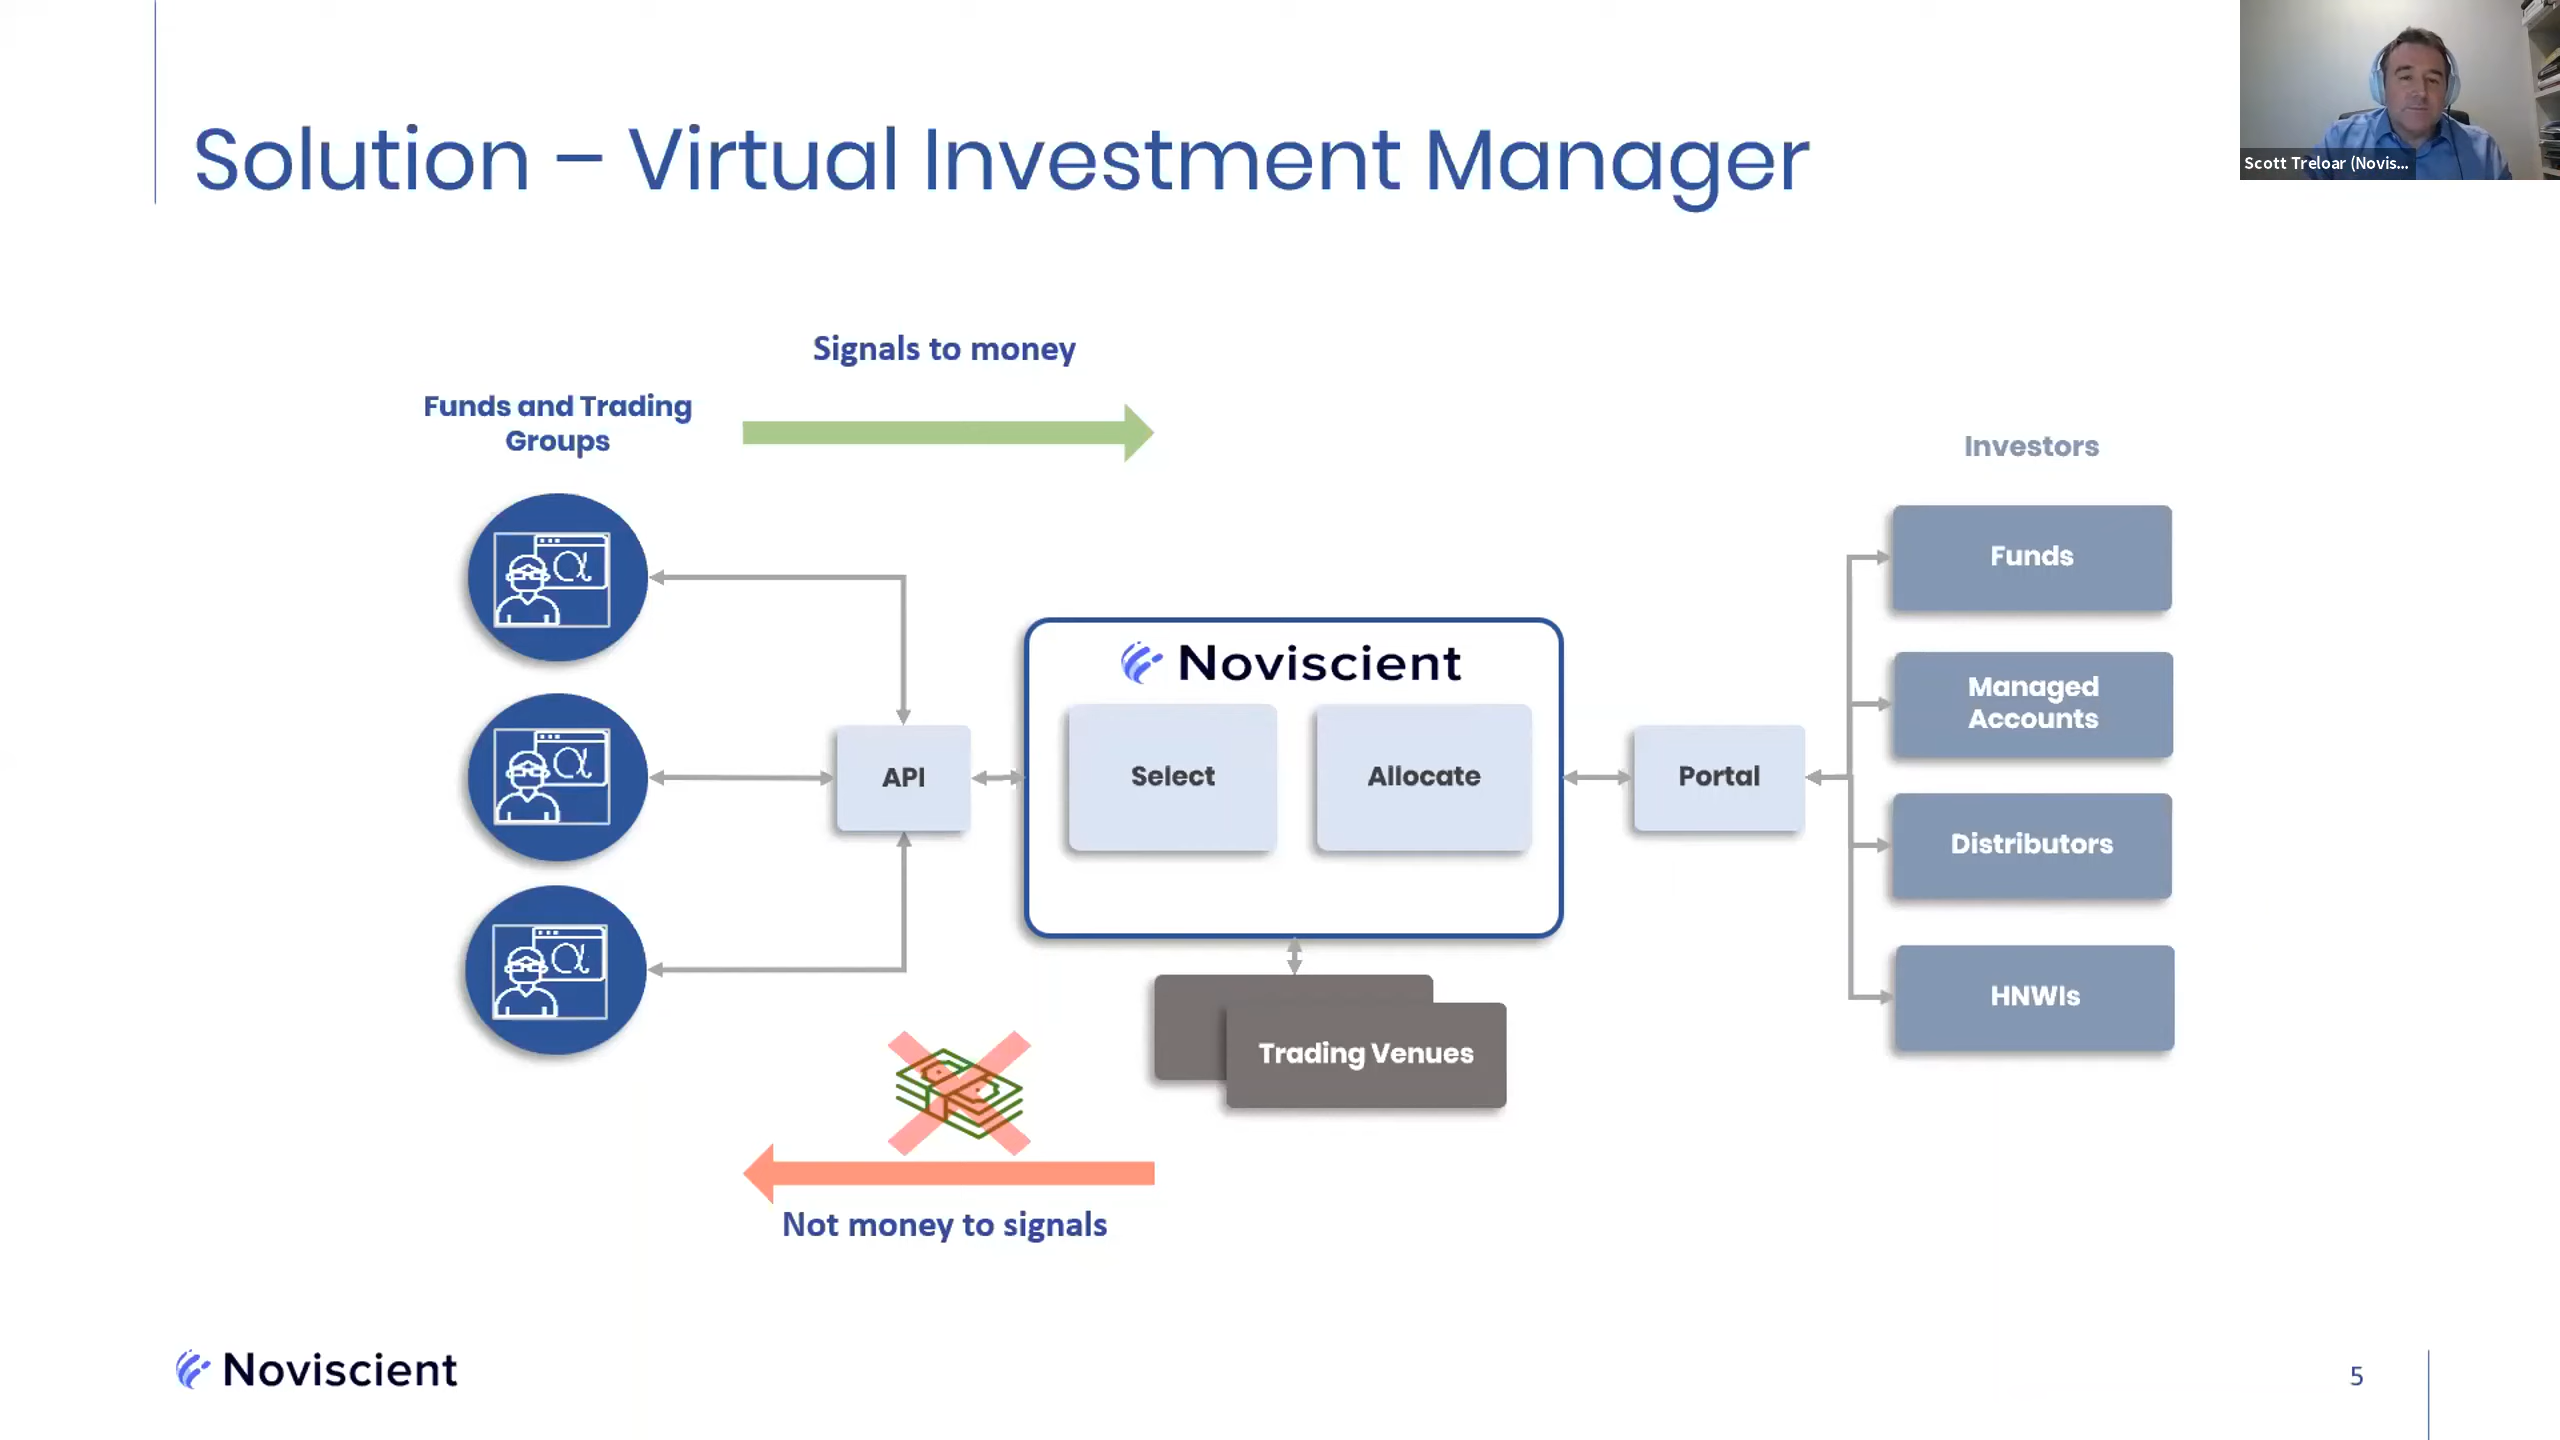 Solution – Virtual Investment Manager
Scott Treloar (Novis...
Signals to money
Funds and Trading
Groups
Investors
α
α
α
API
Noviscient
Select
Allocate
Portal
Funds
Managed
Accounts
Distributors
HNWIs
Trading Venues
Not money to signals
Noviscient
5